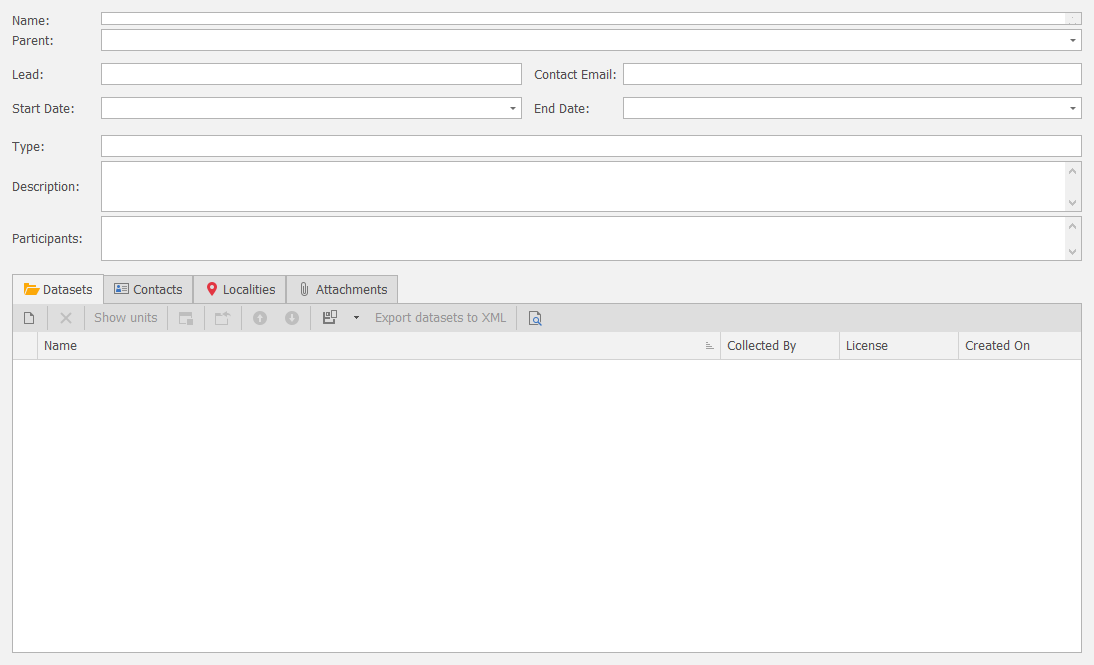 Name:
Parent:
Lead: Contact Email:
Start Date: End Date:
Type:
Description:
Participants:
Datasets Contacts Localities Attachments
Show units Export datasets to XML
Name Collected By License Created On